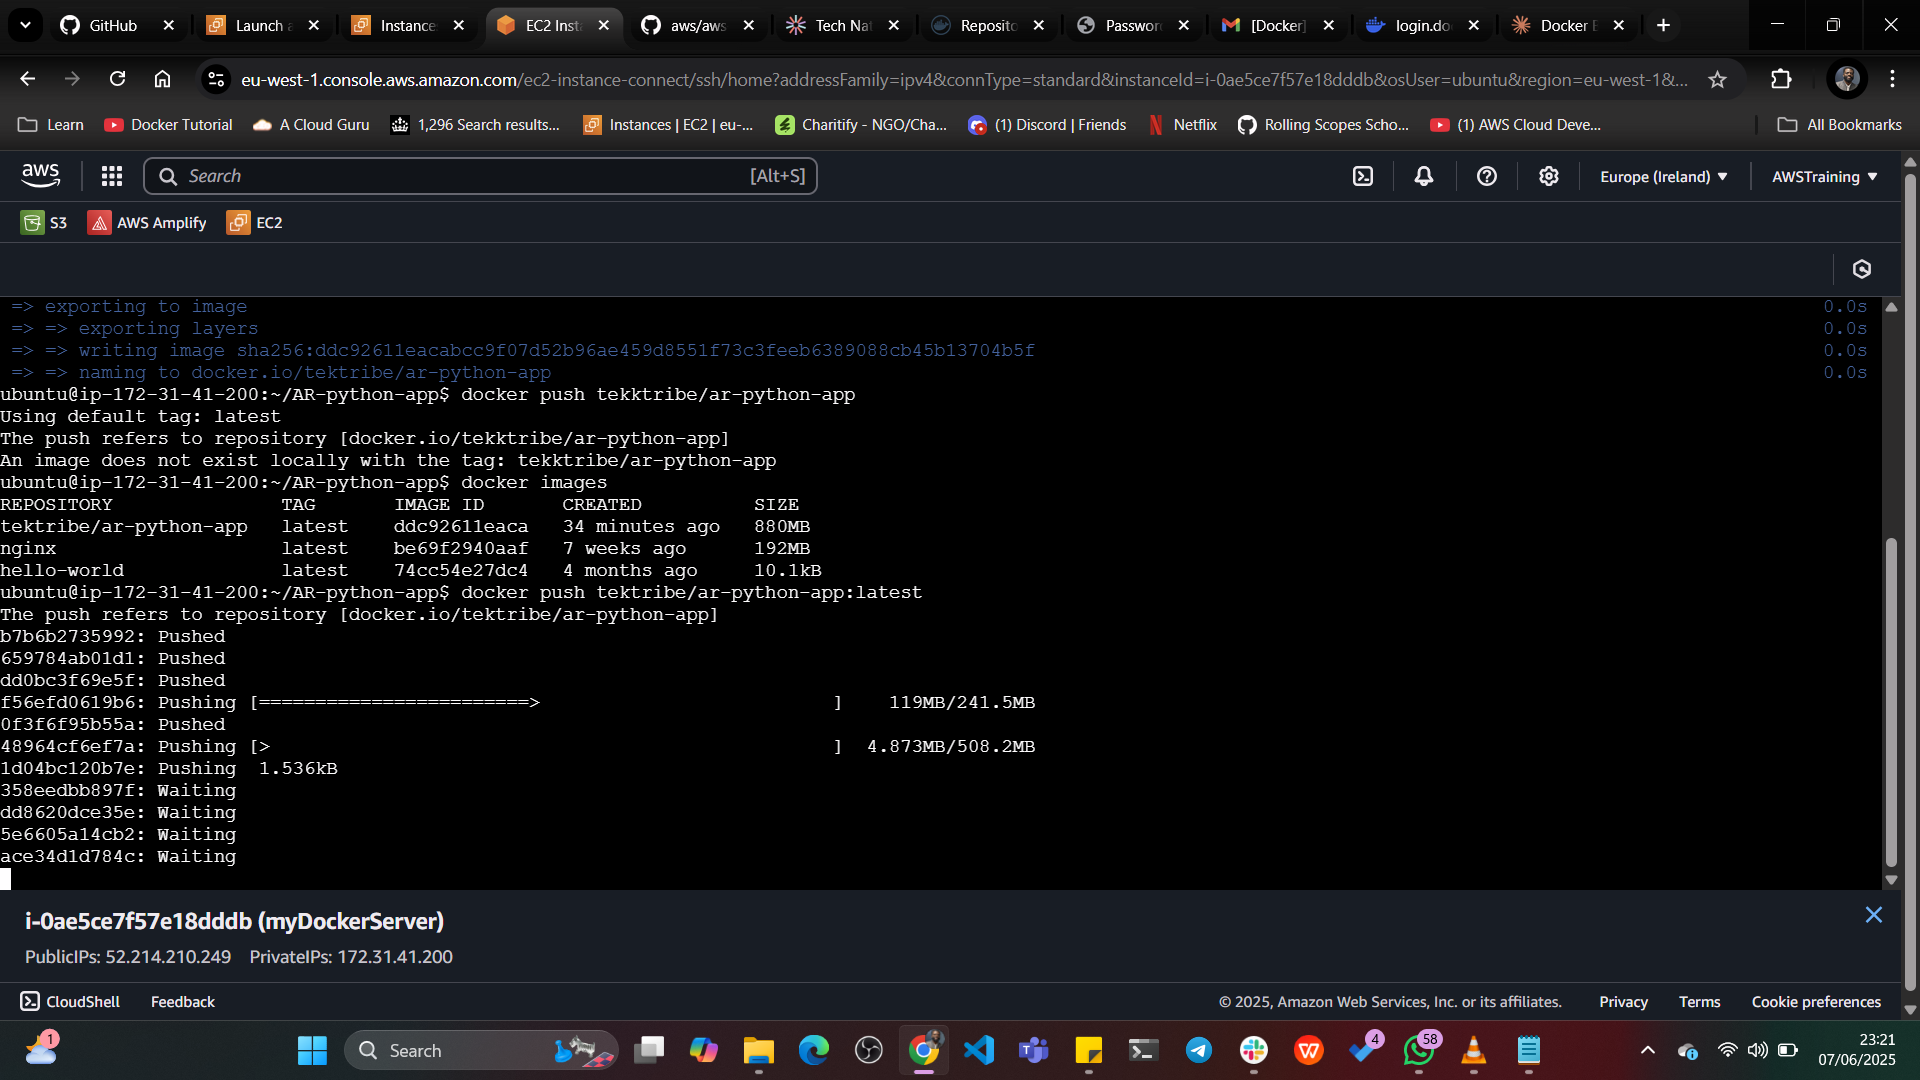 GitHub
Launch a
Instance
EC2 Inst
aws/aws
Tech Nat
Reposito
Password
[Docker]
login.do
Docker E
eu-west-1.console.aws.amazon.com/ec2-instance-connect/ssh/home?addressFamily=ipv4&connType=standard&instanceId=i-0ae5ce7f57e18dddb&osUser=ubuntu&region=eu-west-1&...
Learn
Docker Tutorial
A Cloud Guru
1,296 Search results...
Instances | EC2 | eu-...
Charitify - NGO/Cha...
(1) Discord | Friends
Netflix
Rolling Scopes Scho...
(1) AWS Cloud Deve...
All Bookmarks
aws
Search
[Alt+S]
Europe (Ireland)
AWSTraining
S3
AWS Amplify
EC2
=> exporting to image 0.0s
=> => exporting layers 0.0s
=> => writing image sha256:ddc92611eacabcc9f07d52b96ae459d8551f73c3feeb6389088cb45b13704b5f 0.0s
=> => naming to docker.io/tektribe/ar-python-app 0.0s
ubuntu@ip-172-31-41-200:~/AR-python-app$ docker push tekktribe/ar-python-app
Using default tag: latest
The push refers to repository [docker.io/tekktribe/ar-python-app]
An image does not exist locally with the tag: tekktribe/ar-python-app
ubuntu@ip-172-31-41-200:~/AR-python-app$ docker images
REPOSITORY TAG IMAGE ID CREATED SIZE
tektribe/ar-python-app latest ddc92611eaca 34 minutes ago 880MB
nginx latest be69f2940aaf 7 weeks ago 192MB
hello-world latest 74cc54e27dc4 4 months ago 10.1kB
ubuntu@ip-172-31-41-200:~/AR-python-app$ docker push tektribe/ar-python-app:latest
The push refers to repository [docker.io/tektribe/ar-python-app]
b7b6b2735992: Pushed
659784ab01d1: Pushed
dd0bc3f69e5f: Pushed
f56efd0619b6: Pushing [========================> ] 119MB/241.5MB
0f3f6f95b55a: Pushed
48964cf6ef7a: Pushing [> ] 4.873MB/508.2MB
1d04bc120b7e: Pushing 1.536kB
358eedbb897f: Waiting
dd8620dce35e: Waiting
5e6605a14cb2: Waiting
ace34d1d784c: Waiting
i-0ae5ce7f57e18dddb (myDockerServer)
PublicIPs: 52.214.210.249 PrivateIPs: 172.31.41.200
CloudShell
Feedback
© 2025, Amazon Web Services, Inc. or its affiliates.
Privacy
Terms
Cookie preferences
1
Search
4
58
23:21
07/06/2025